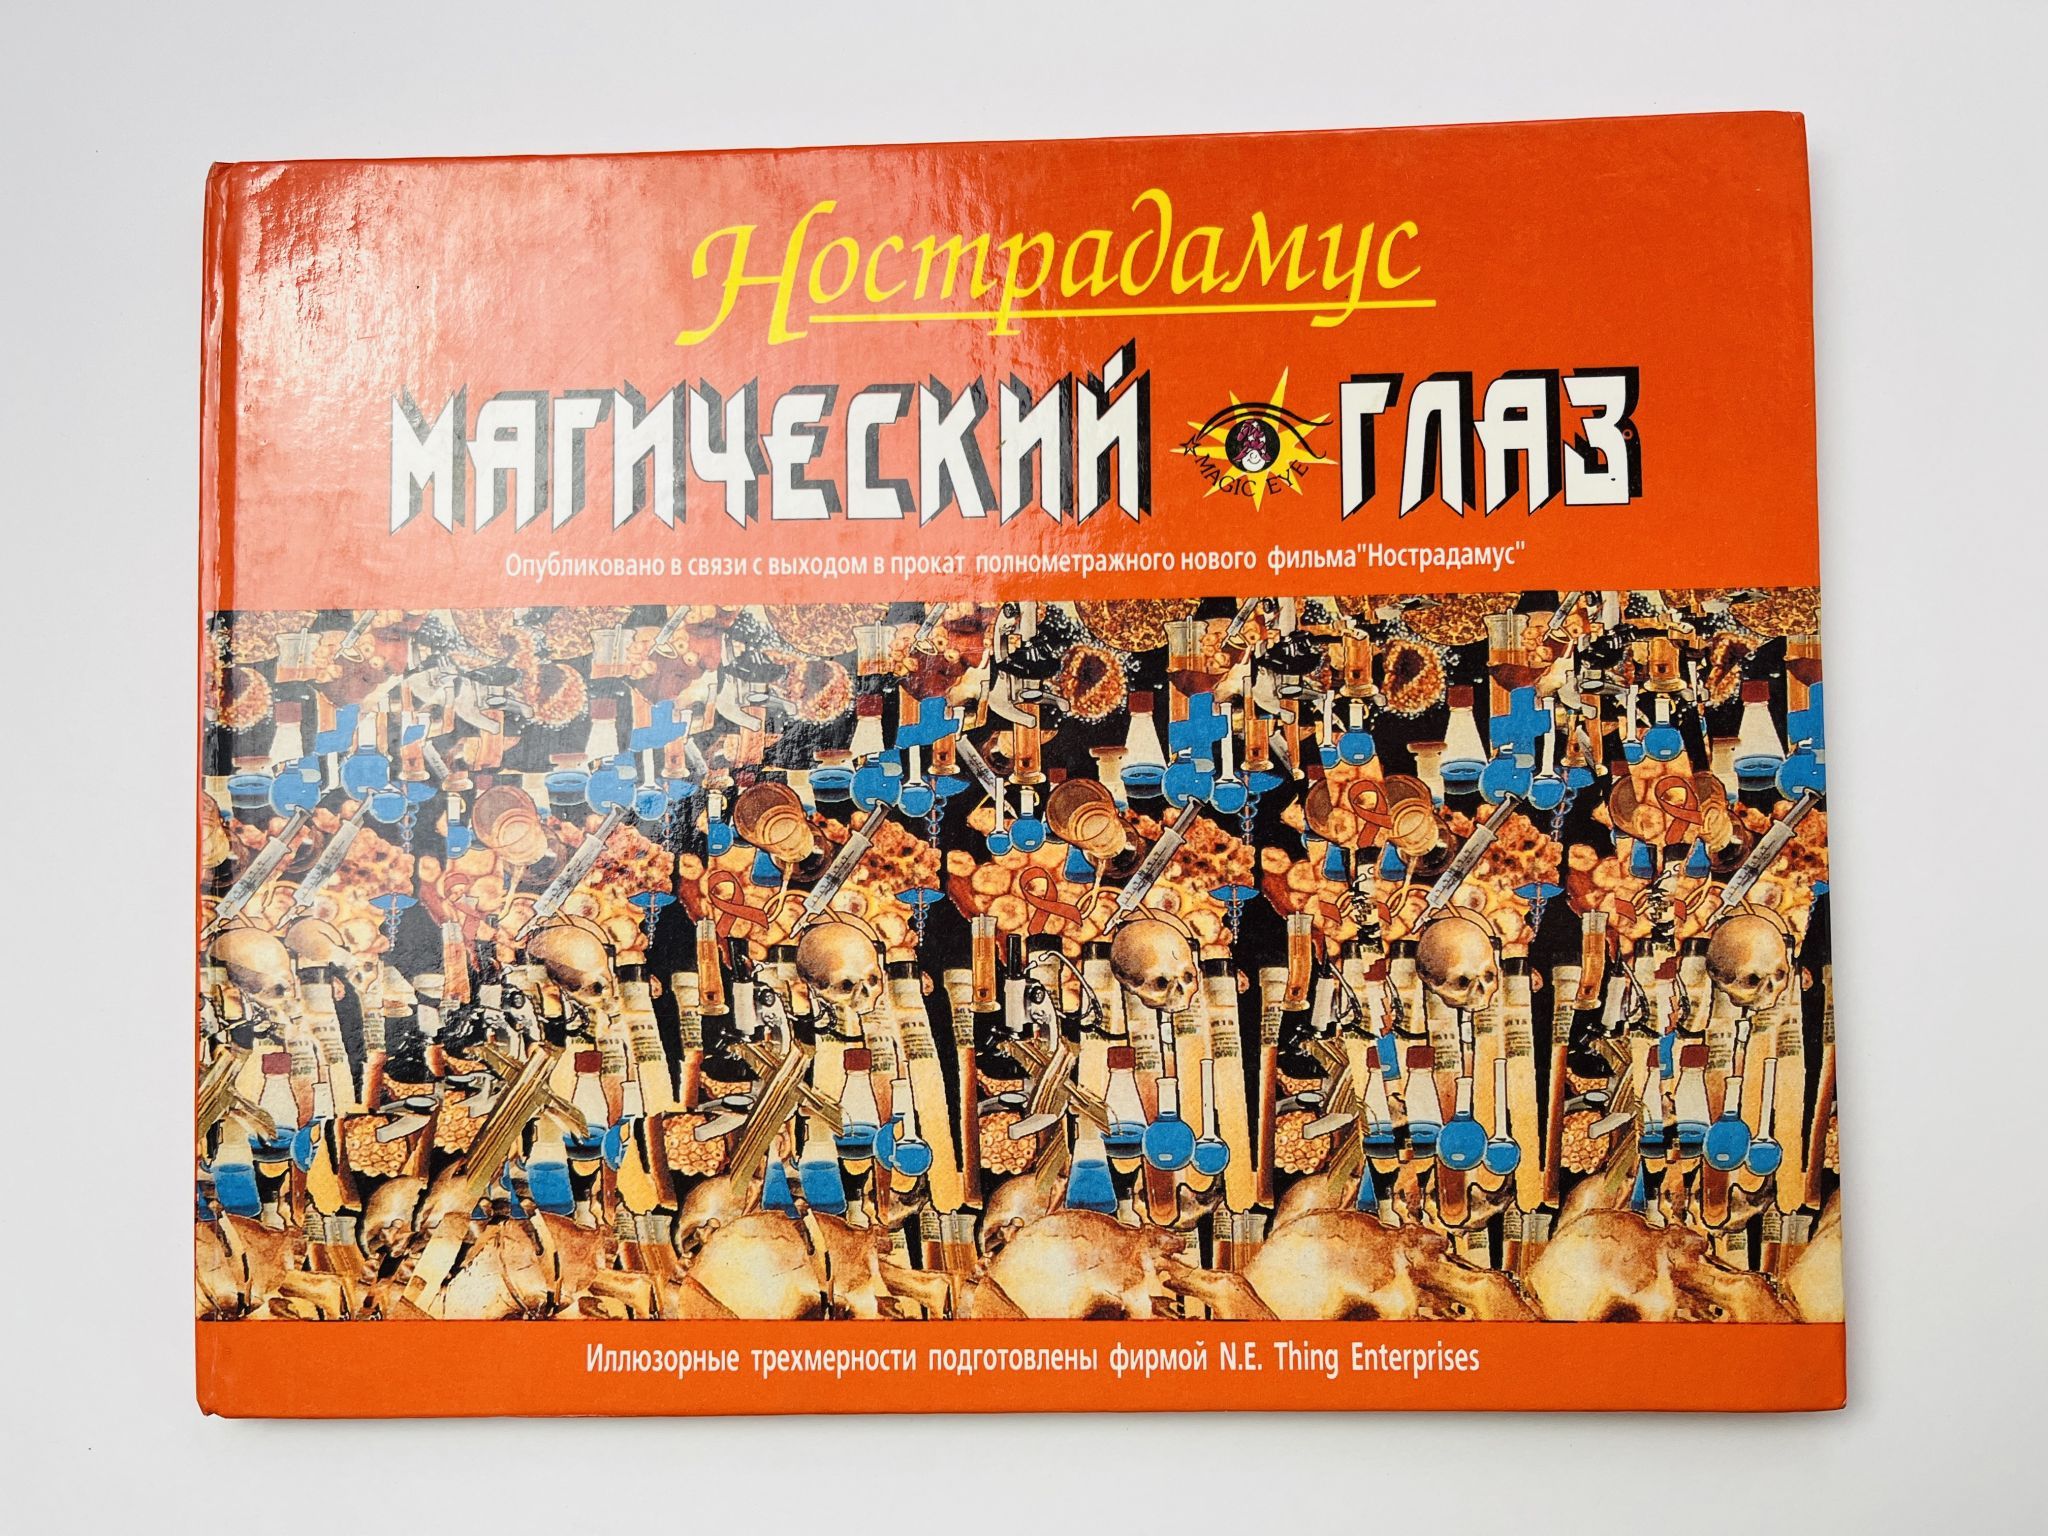 Нострадамус
МАГИЧЕСКИЙ ГЛАЗ
MAGIC EYE
Опубликовано в связи с выходом в прокат полнометражного нового фильма"Нострадамус"
Иллюзорные трехмерности подготовлены фирмой N.E. Thing Enterprises